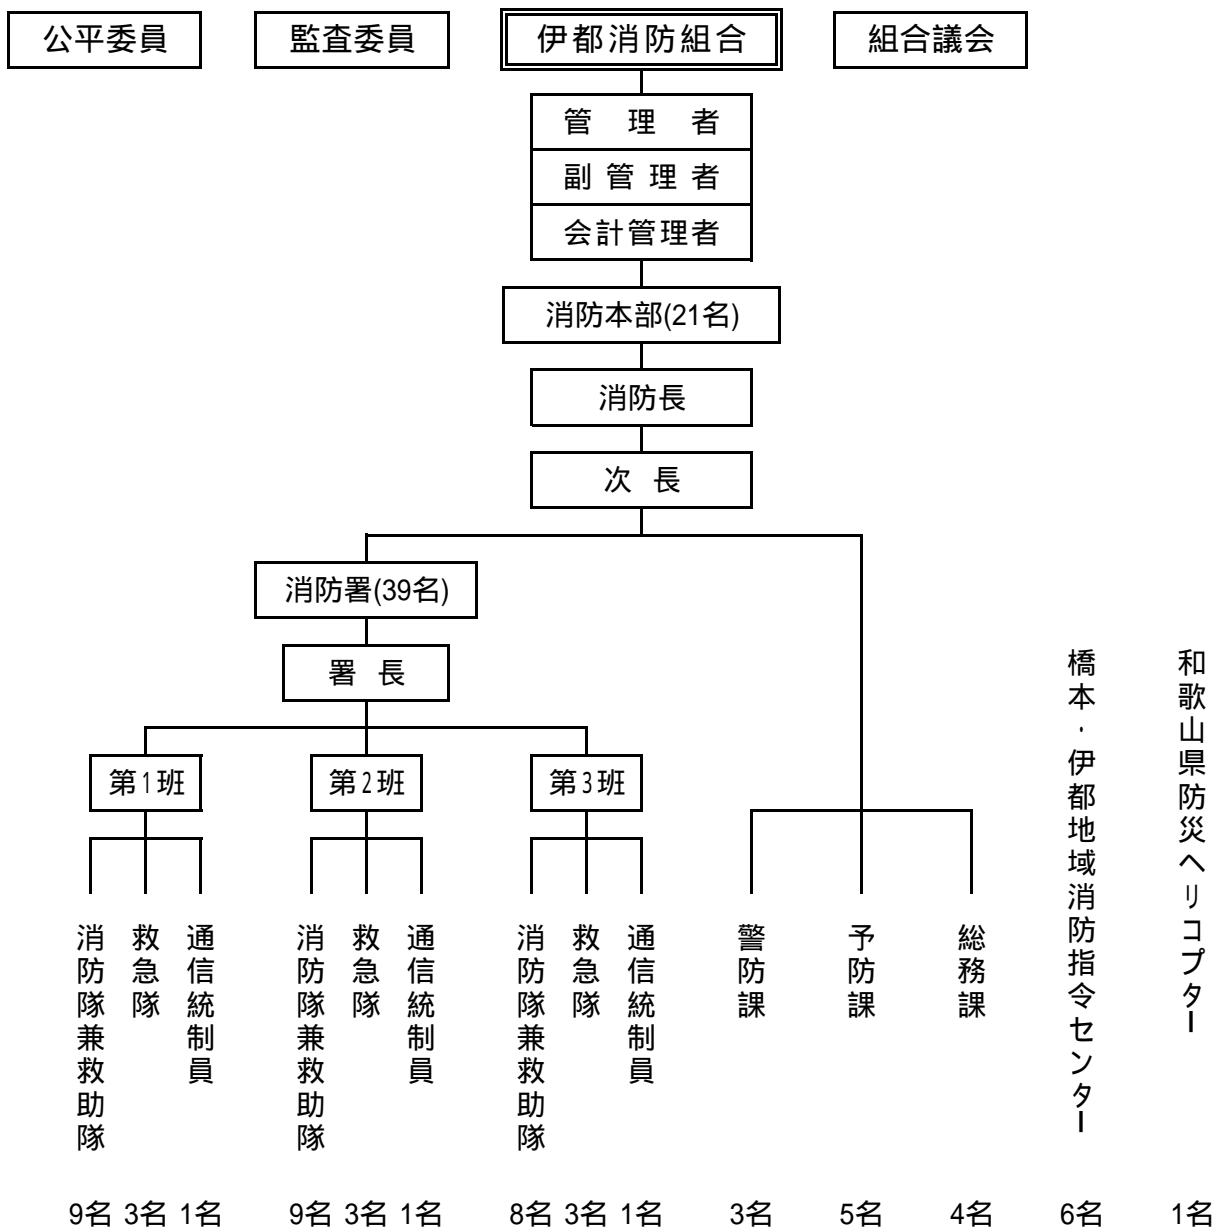 公平委員
監査委員
伊都消防組合
組合議会
管理者
副管理者
会計管理者
消防本部(21名)
消防長
次長
消防署(39名)
署長
第1班
第2班
第3班
消防隊兼救助隊
救急隊
通信統制員
消防隊兼救助隊
救急隊
通信統制員
消防隊兼救助隊
救急隊
通信統制員
警防課
予防課
総務課
橋本・伊都地域消防指令センター
和歌山県防災ヘリコプター
9名 3名 1名 9名 3名 1名 8名 3名 1名 3名 5名 4名 6名 1名